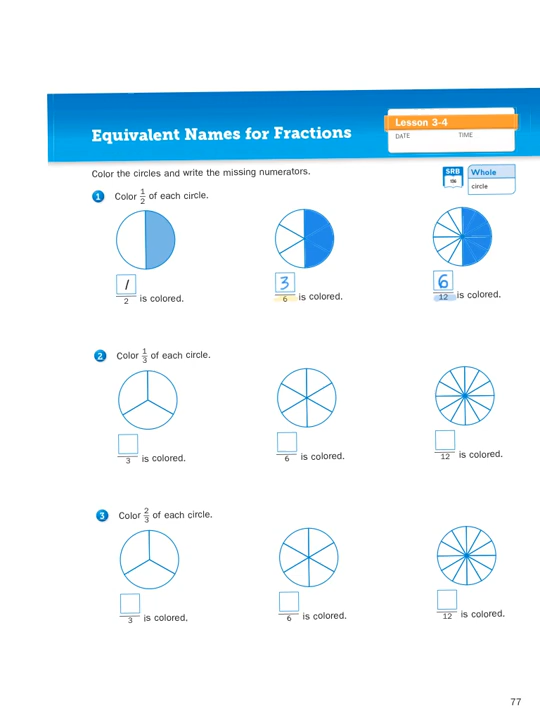 Equivalent Names for Fractions
Lesson 3-4
DATE TIME
Color the circles and write the missing numerators.
SRB
136
Whole
circle
1 Color 1/2 of each circle.
1/2 is colored. 3/6 is colored. 6/12 is colored.
2 Color 1/3 of each circle.
/3 is colored. /6 is colored. /12 is colored.
3 Color 2/3 of each circle.
/3 is colored. /6 is colored. /12 is colored.
77